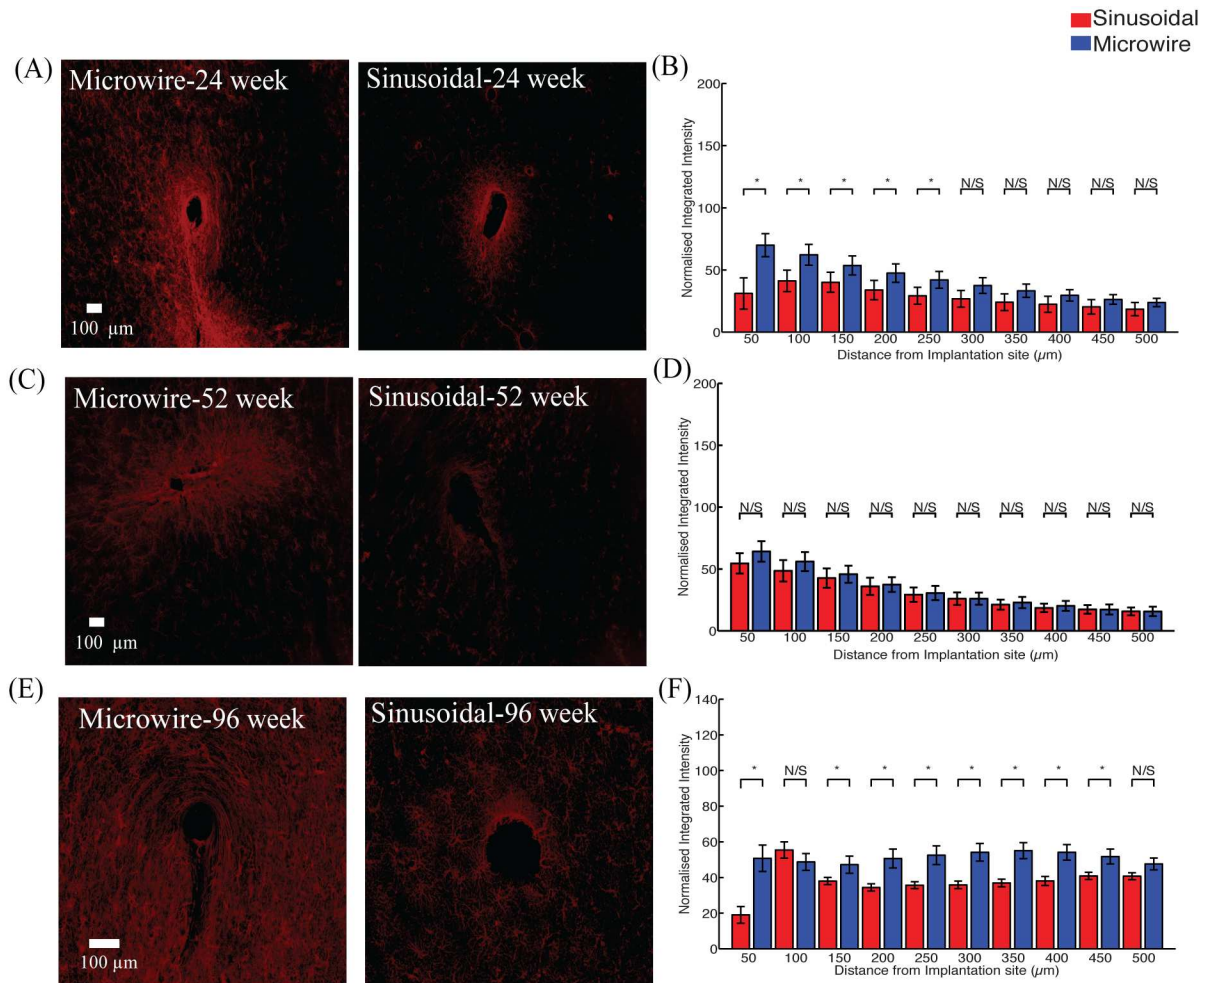 Sinusoidal
Microwire
(A)
Microwire-24 week
Sinusoidal-24 week
100 µm
(B)
200
150
100
50
0
Normalised Integrated Intensity
* * * * * N/S N/S N/S N/S N/S
50 100 150 200 250 300 350 400 450 500
Distance from Implantation site (µm)
(C)
Microwire-52 week
Sinusoidal-52 week
100 µm
(D)
200
150
100
50
0
Normalised Integrated Intensity
N/S N/S N/S N/S N/S N/S N/S N/S N/S N/S
50 100 150 200 250 300 350 400 450 500
Distance from Implantation site (µm)
(E)
Microwire-96 week
Sinusoidal-96 week
100 µm
(F)
140
100
80
60
40
20
0
Normalised Integrated Intensity
* N/S * * * * * * * N/S
50 100 150 200 250 300 350 400 450 500
Distance from Implantation site (µm)